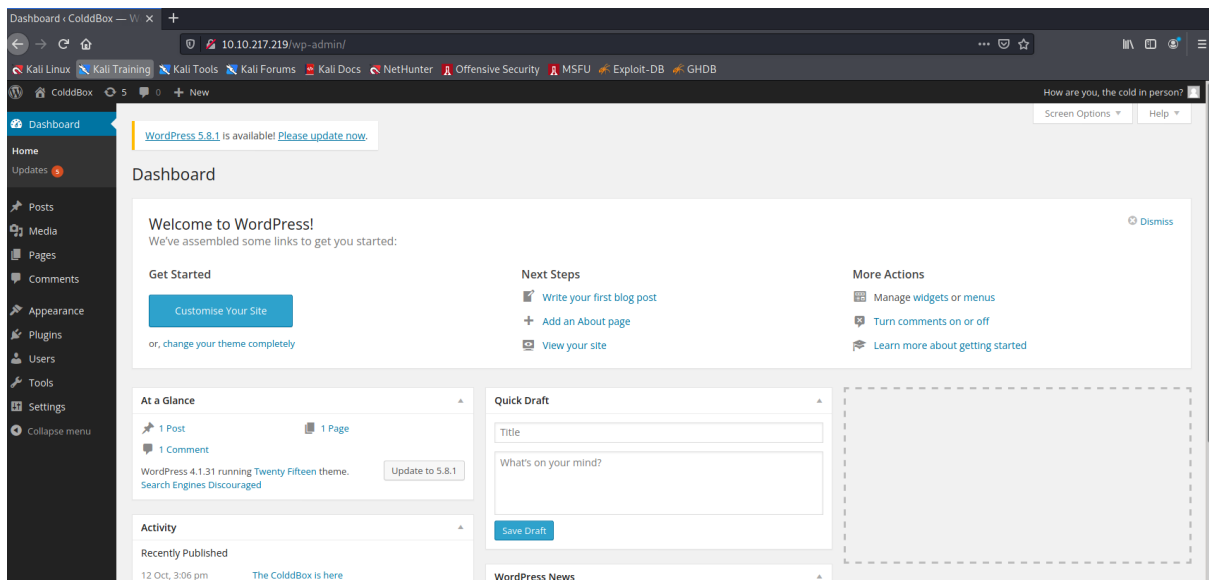 Dashboard ‹ ColddBox — W
10.10.217.219/wp-admin/
Kali Linux Kali Training Kali Tools Kali Forums Kali Docs NetHunter Offensive Security MSFU Exploit-DB GHDB
ColddBox 5 0 New How are you, the cold in person?
Screen Options Help
Dashboard
Home
Updates 5
Posts
Media
Pages
Comments
Appearance
Plugins
Users
Tools
Settings
Collapse menu
WordPress 5.8.1 is available! Please update now.
Dashboard
Welcome to WordPress!
Dismiss
We've assembled some links to get you started:
Get Started
Customise Your Site
or, change your theme completely
Next Steps
Write your first blog post
Add an About page
View your site
More Actions
Manage widgets or menus
Turn comments on or off
Learn more about getting started
At a Glance
1 Post 1 Page
1 Comment
WordPress 4.1.31 running Twenty Fifteen theme.
Update to 5.8.1
Search Engines Discouraged
Activity
Recently Published
12 Oct, 3:06 pm The ColddBox is here
Quick Draft
Title
What's on your mind?
Save Draft
WordPress News